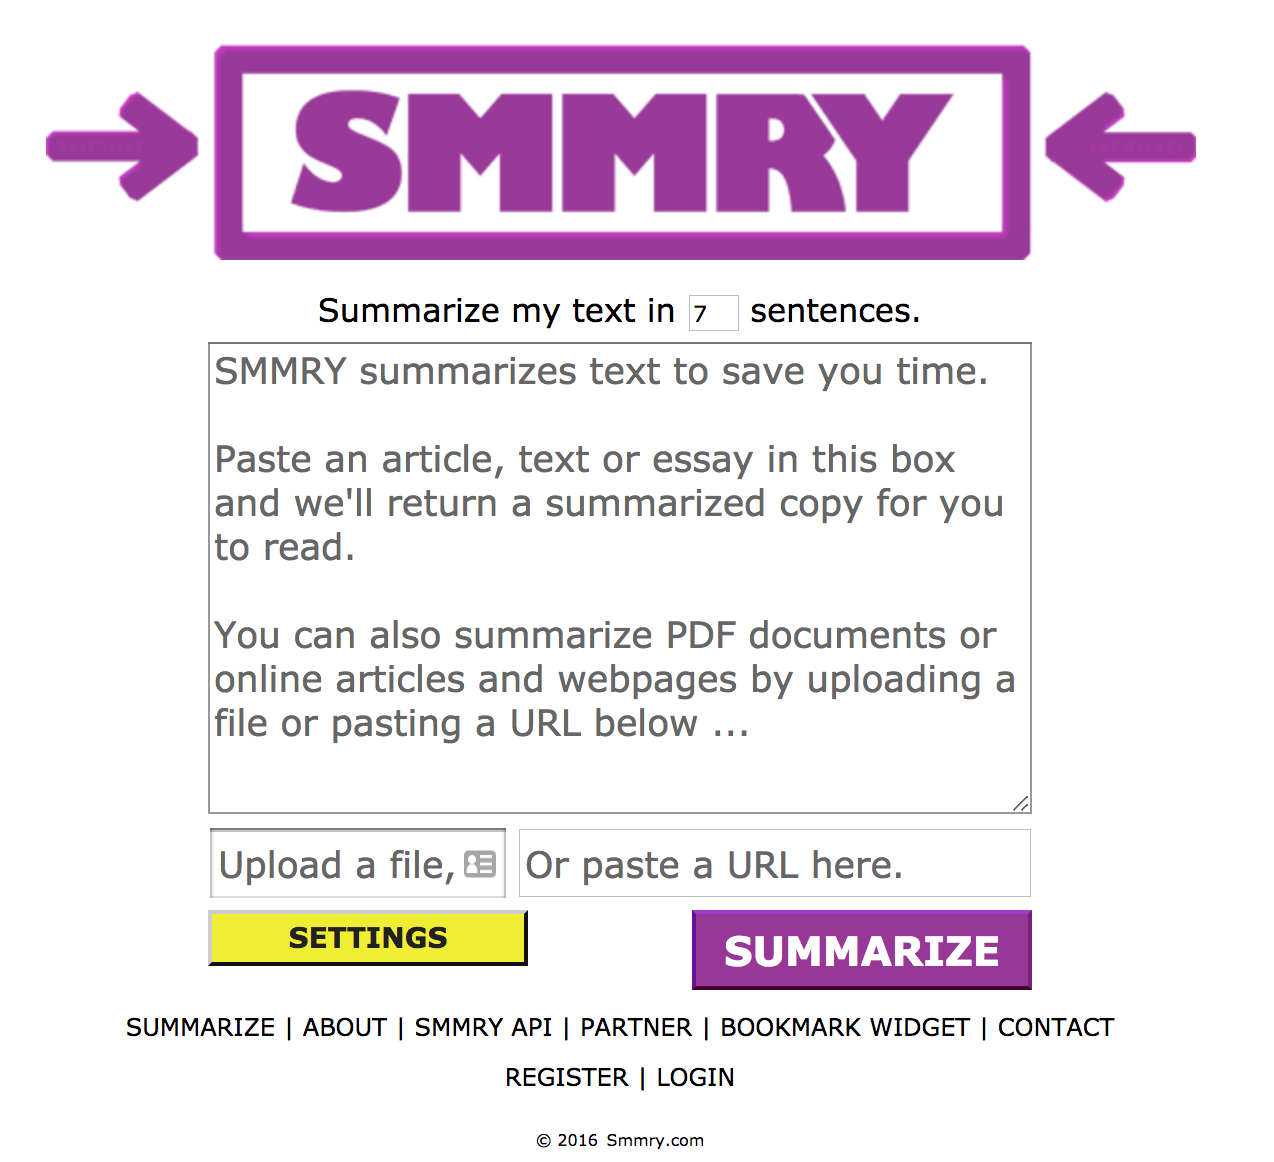 SMMRY
Summarize my text in 7 sentences.
SMMRY summarizes text to save you time.
Paste an article, text or essay in this box
and we'll return a summarized copy for you
to read.
You can also summarize PDF documents or
online articles and webpages by uploading a
file or pasting a URL below ...
Upload a file, Or paste a URL here.
SETTINGS SUMMARIZE
SUMMARIZE | ABOUT | SMMRY API | PARTNER | BOOKMARK WIDGET | CONTACT
REGISTER | LOGIN
© 2016 Smmry.com